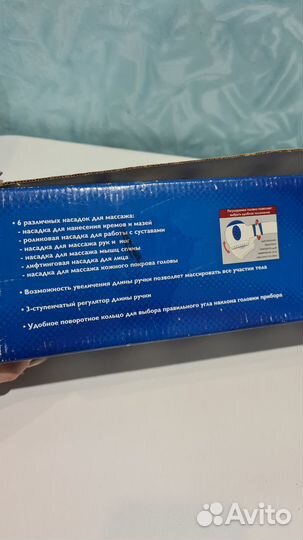 • 6 различных насадок для массажа:
- насадка для нанесения кремов и мазей
- роликовая насадка для работы с суставами
- насадка для массажа рук и ног
- насадка для массажа мышц спины
- лифтинговая насадка для лица
- насадка для массажа кожного покрова головы
• Возможность увеличения длины ручки позволяет массировать все участки тела
• 3-ступенчатый регулятор длины ручки
• Удобное поворотное кольцо для выбора правильного угла наклона головки прибора
Avito